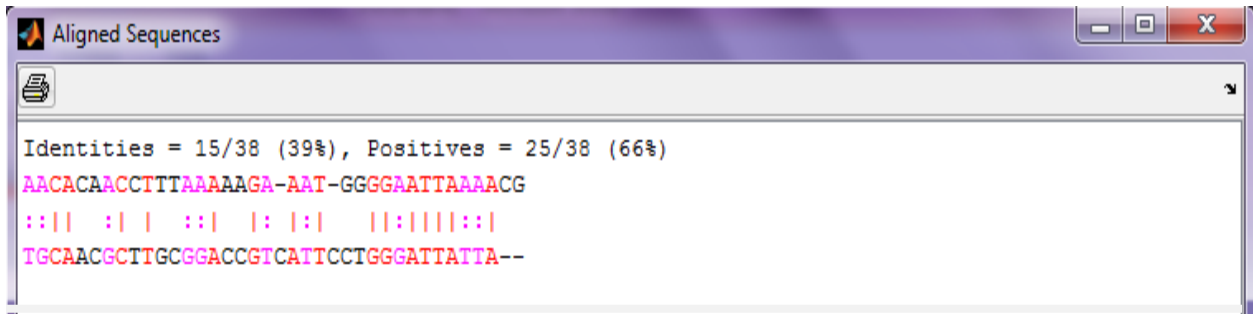 Aligned Sequences
Identities = 15/38 (39%), Positives = 25/38 (66%)
AACACAACCTTTAAAAAGA-AAT-GGGGAATTAAAACG
::||  :| |  ::|  |: |:|   ||:||||::|
TGCAACGCTTGCGGACCGTCATTCCTGGGATTATTA--